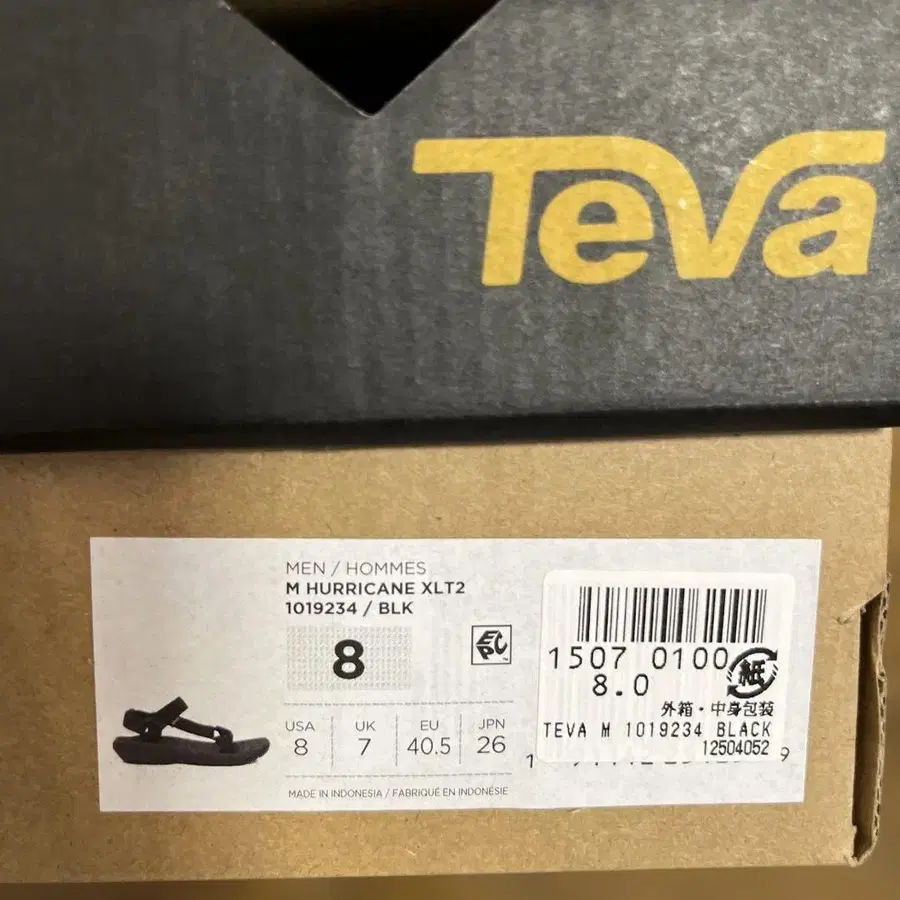 Teva
MEN / HOMMES
M HURRICANE XLT2
1019234 / BLK
8
EPC
USA UK EU JPN
8 7 40.5 26
MADE IN INDONESIA / FABRIQUÉ EN INDONÉSIE
1507 0100
8.0
紙
外箱・中身包装
TEVA M 1019234 BLACK
12504052